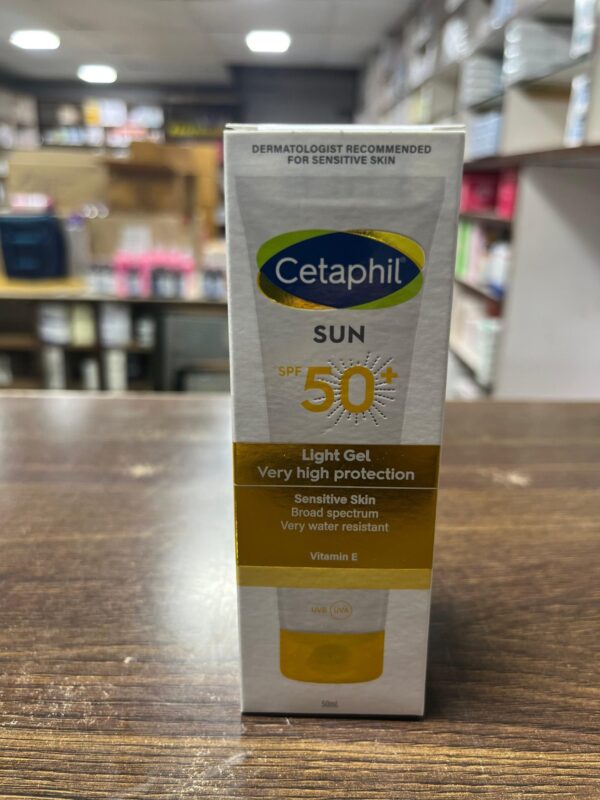 DERMATOLOGIST RECOMMENDED
FOR SENSITIVE SKIN
Cetaphil®
SUN
SPF 50+
Light Gel
Very high protection
Sensitive Skin
Broad spectrum
Very water resistant
Vitamin E
UVB UVA
50ml